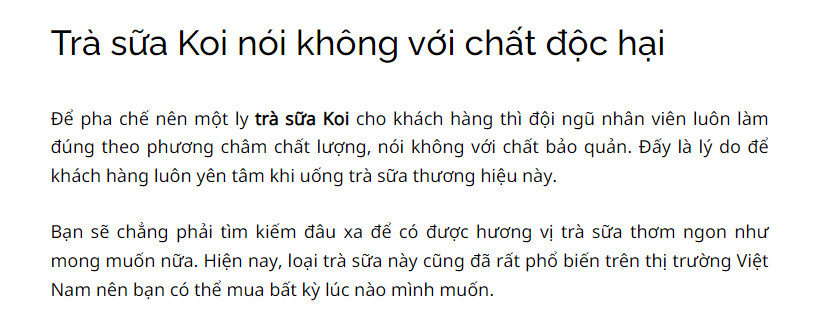 Trà sữa Koi nói không với chất độc hại
Để pha chế nên một ly trà sữa Koi cho khách hàng thì đội ngũ nhân viên luôn làm
đúng theo phương châm chất lượng, nói không với chất bảo quản. Đấy là lý do để
khách hàng luôn yên tâm khi uống trà sữa thương hiệu này.
Bạn sẽ chẳng phải tìm kiếm đâu xa để có được hương vị trà sữa thơm ngon như
mong muốn nữa. Hiện nay, loại trà sữa này cũng đã rất phổ biến trên thị trường Việt
Nam nên bạn có thể mua bất kỳ lúc nào mình muốn.